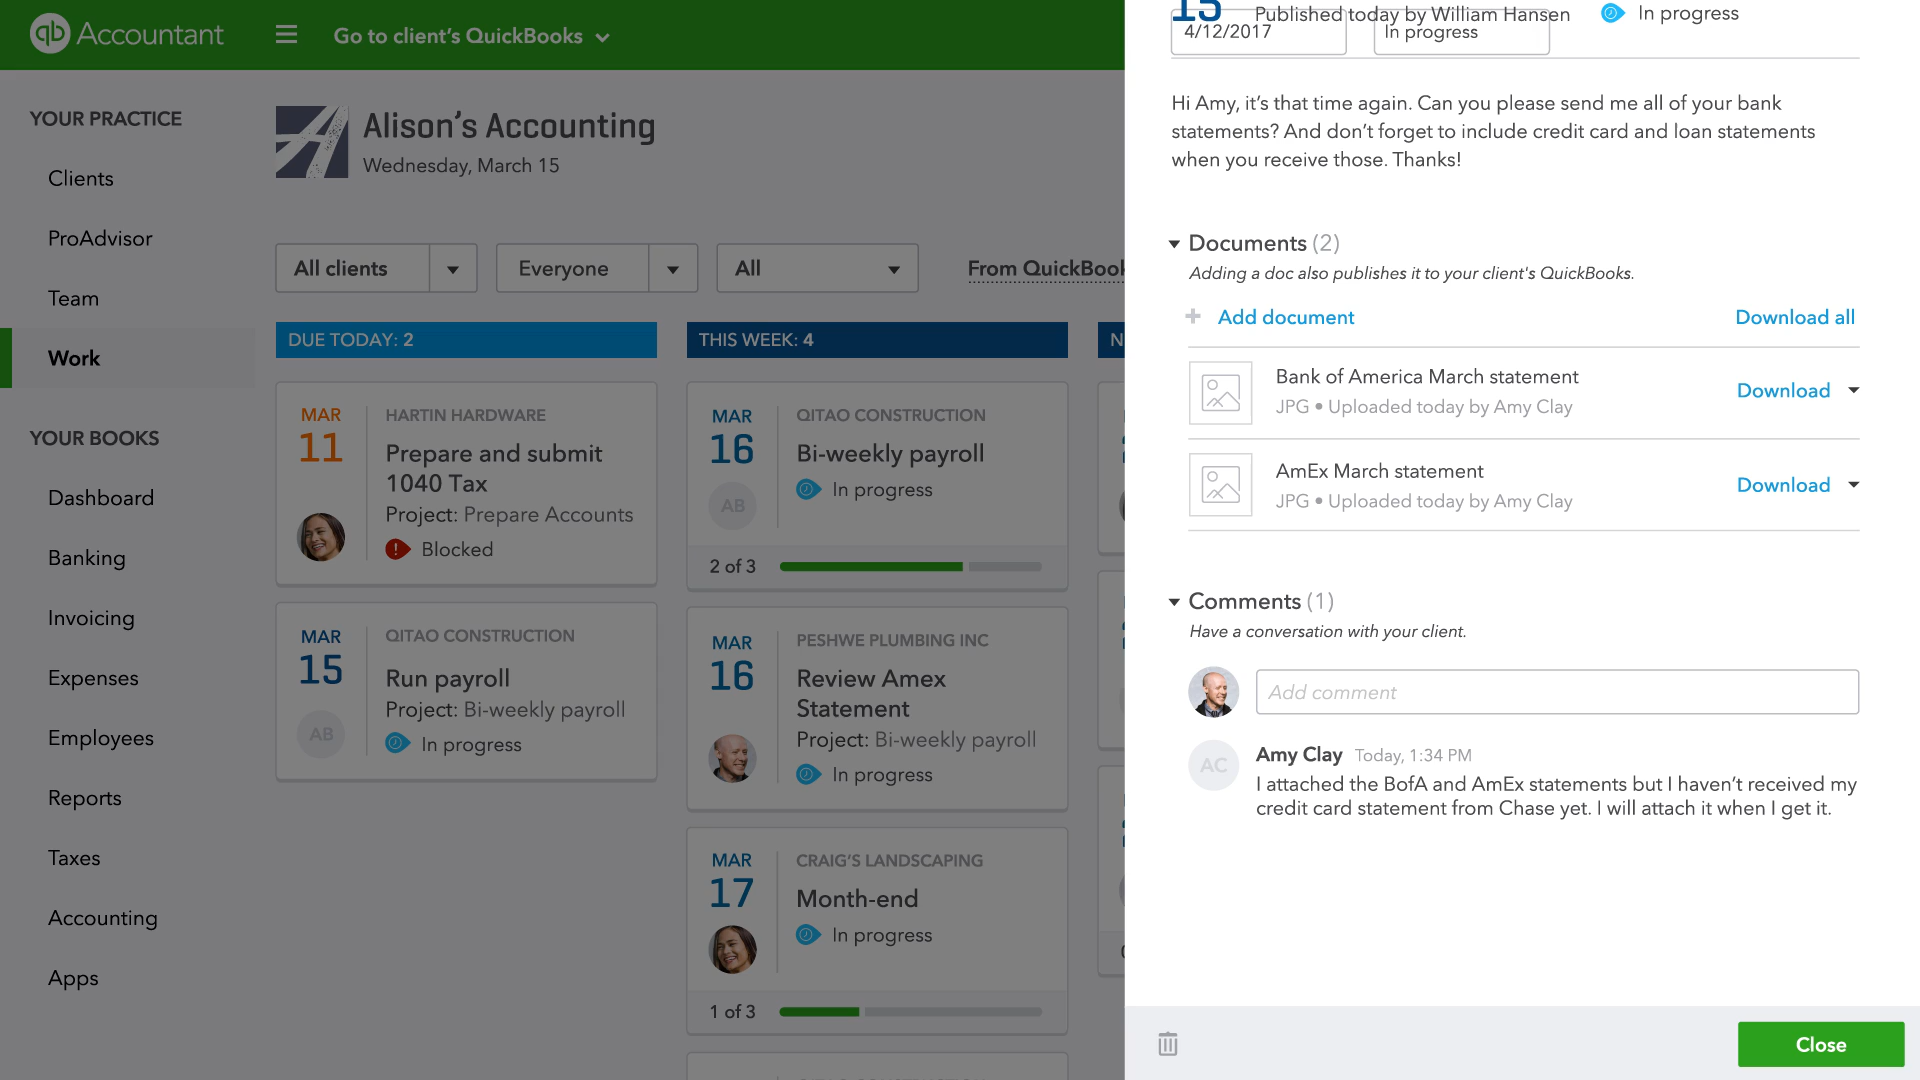 qb Accountant
Go to client's QuickBooks
YOUR PRACTICE
Clients
ProAdvisor
Team
Work
YOUR BOOKS
Dashboard
Banking
Invoicing
Expenses
Employees
Reports
Taxes
Accounting
Apps
Alison's Accounting
Wednesday, March 15
All clients
Everyone
All
From QuickBook
DUE TODAY: 2
MAR
11
HARTIN HARDWARE
Prepare and submit
1040 Tax
Project: Prepare Accounts
Blocked
MAR
15
AB
QITAO CONSTRUCTION
Run payroll
Project: Bi-weekly payroll
In progress
THIS WEEK: 4
MAR
16
AB
QITAO CONSTRUCTION
Bi-weekly payroll
In progress
2 of 3
MAR
16
PESHWE PLUMBING INC
Review Amex
Statement
Project: Bi-weekly payroll
In progress
MAR
17
CRAIG'S LANDSCAPING
Month-end
In progress
1 of 3
N
15
Published today by William Hansen
In progress
4/12/2017
In progress
Hi Amy, it's that time again. Can you please send me all of your bank
statements? And don't forget to include credit card and loan statements
when you receive those. Thanks!
Documents (2)
Adding a doc also publishes it to your client's QuickBooks.
Add document
Download all
Bank of America March statement
JPG • Uploaded today by Amy Clay
Download
AmEx March statement
JPG • Uploaded today by Amy Clay
Download
Comments (1)
Have a conversation with your client.
Add comment
AC
Amy Clay Today, 1:34 PM
I attached the BofA and AmEx statements but I haven't received my
credit card statement from Chase yet. I will attach it when I get it.
Close